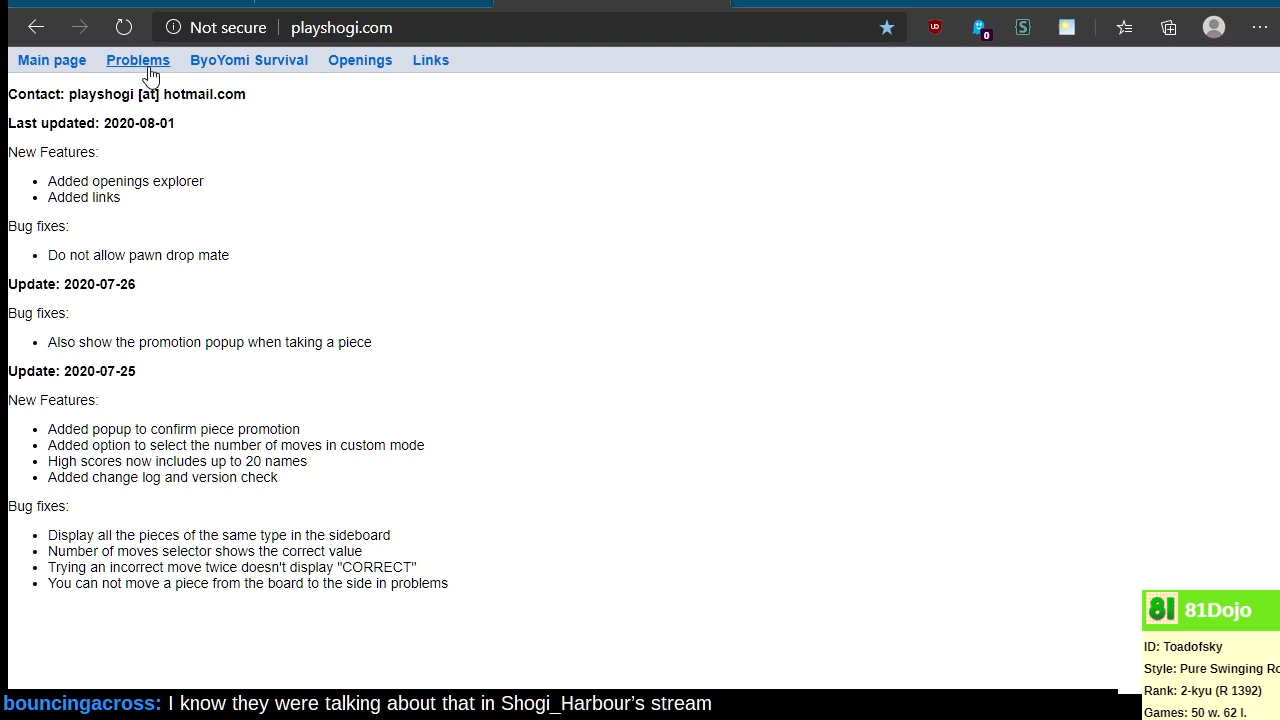 Not secure playshogi.com
Main page Problems ByoYomi Survival Openings Links
Contact: playshogi [at] hotmail.com
Last updated: 2020-08-01
New Features:
• Added openings explorer
• Added links
Bug fixes:
• Do not allow pawn drop mate
Update: 2020-07-26
Bug fixes:
• Also show the promotion popup when taking a piece
Update: 2020-07-25
New Features:
• Added popup to confirm piece promotion
• Added option to select the number of moves in custom mode
• High scores now includes up to 20 names
• Added change log and version check
Bug fixes:
• Display all the pieces of the same type in the sideboard
• Number of moves selector shows the correct value
• Trying an incorrect move twice doesn't display "CORRECT"
• You can not move a piece from the board to the side in problems
81 81Dojo
ID: Toadofsky
Style: Pure Swinging Ro
Rank: 2-kyu (R 1392)
Games: 50 w. 62 l.
bouncingacross: I know they were talking about that in Shogi_Harbour’s stream